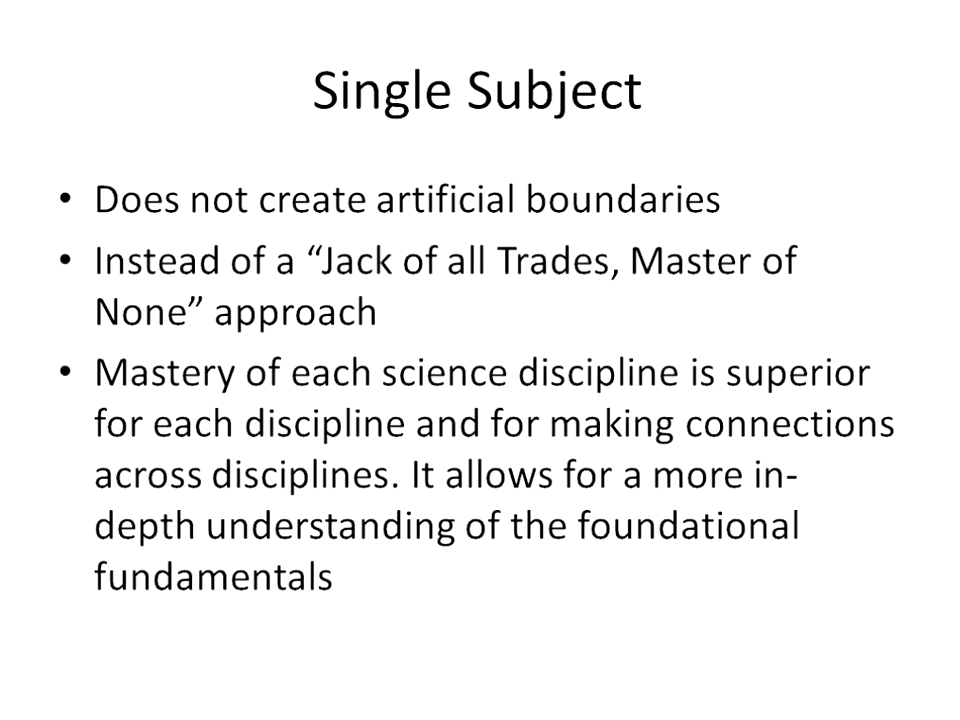 Single Subject
• Does not create artificial boundaries
• Instead of a “Jack of all Trades, Master of
None” approach
• Mastery of each science discipline is superior
for each discipline and for making connections
across disciplines. It allows for a more in-
depth understanding of the foundational
fundamentals